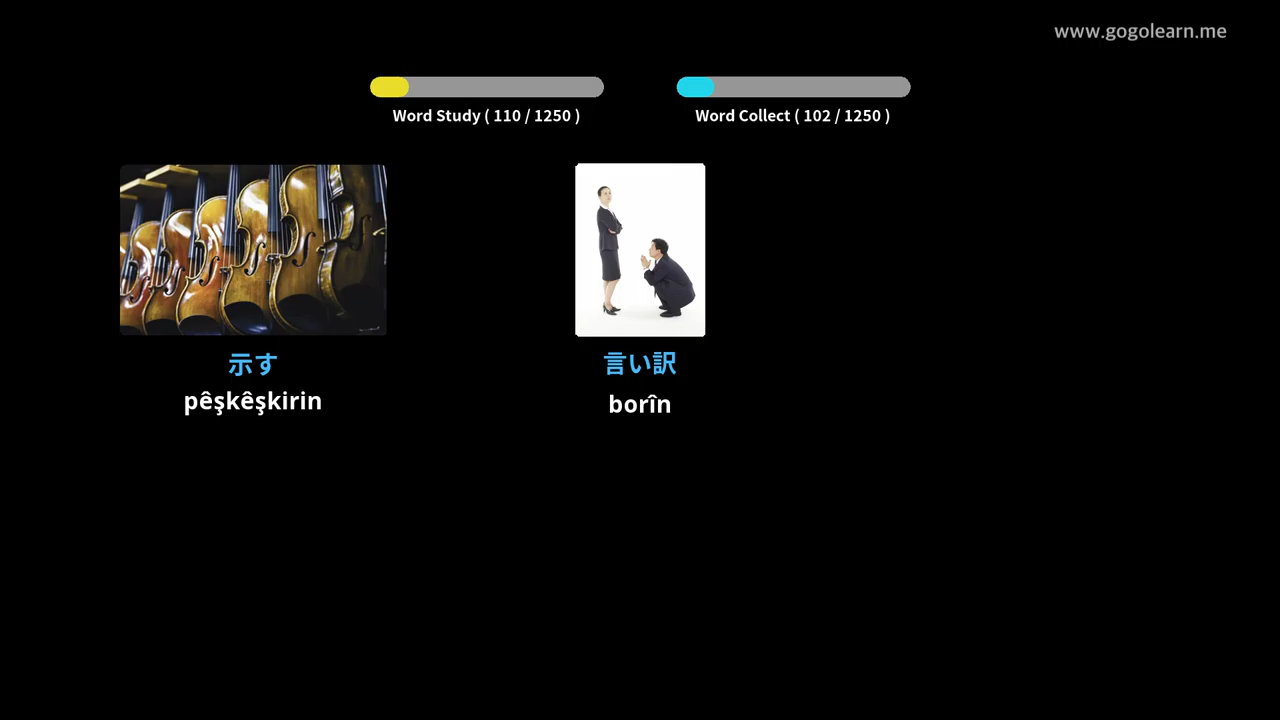 www.gogolearn.me
Word Study ( 110 / 1250 )
Word Collect ( 102 / 1250 )
示す
pêşkêşkirin
言い訳
borîn